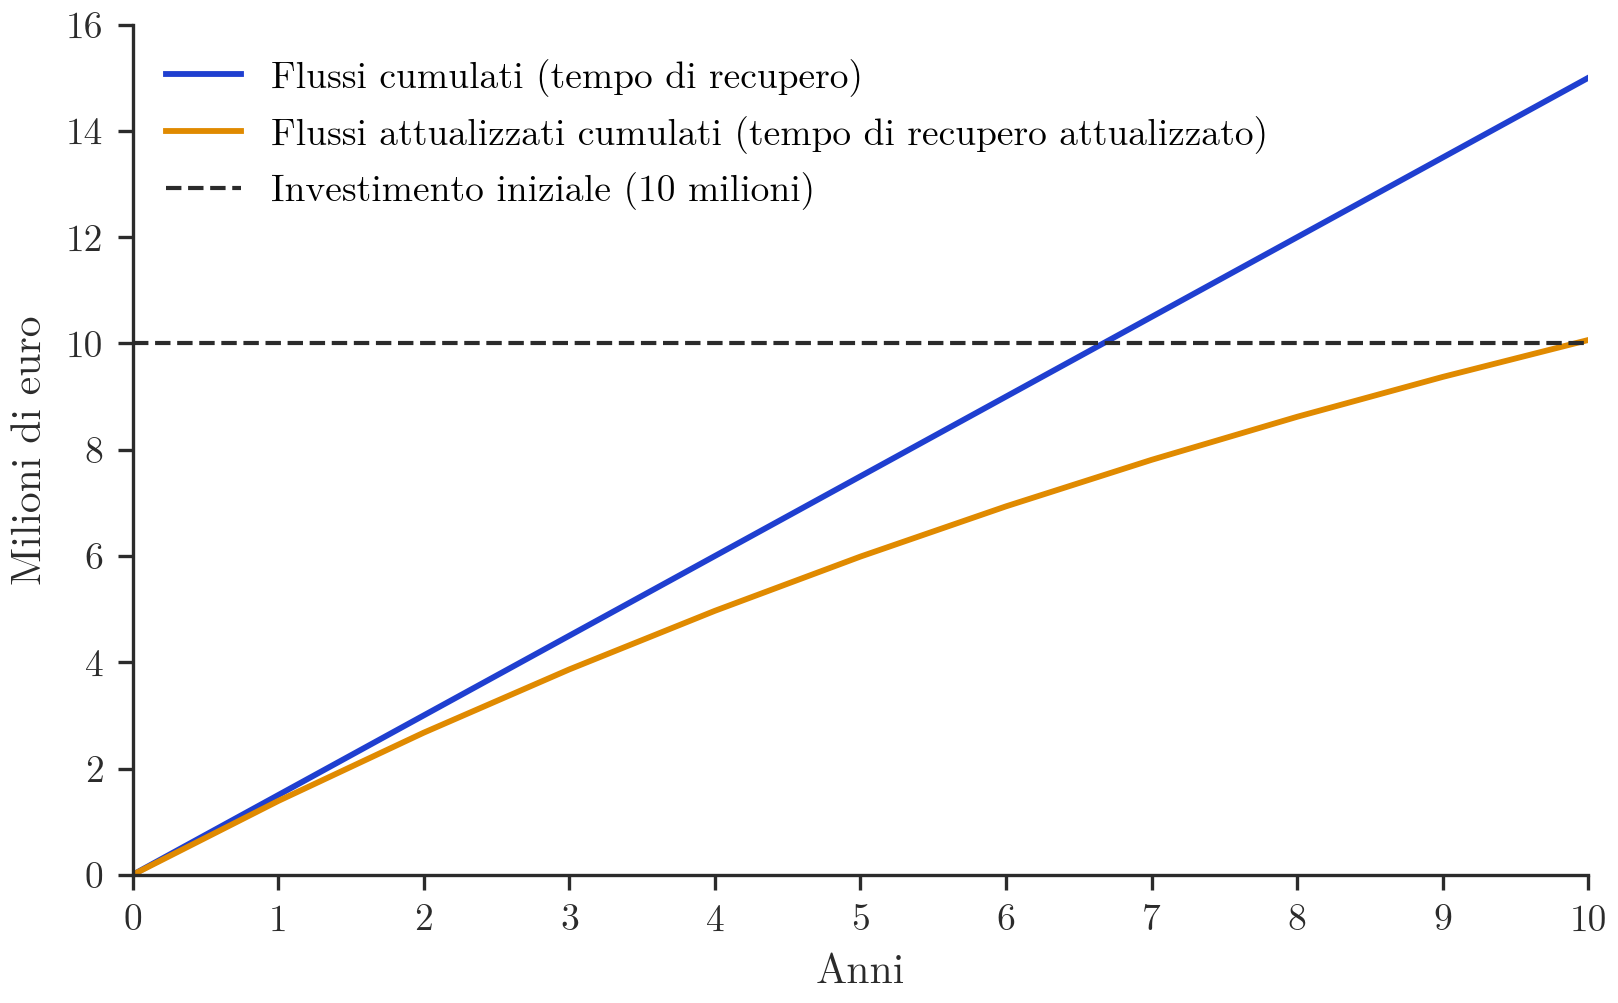 16
14
12
10
8
6
4
2
0
Milioni di euro
Flussi cumulati (tempo di recupero)
Flussi attualizzati cumulati (tempo di recupero attualizzato)
Investimento iniziale (10 milioni)
0 1 2 3 4 5 6 7 8 9 10
Anni